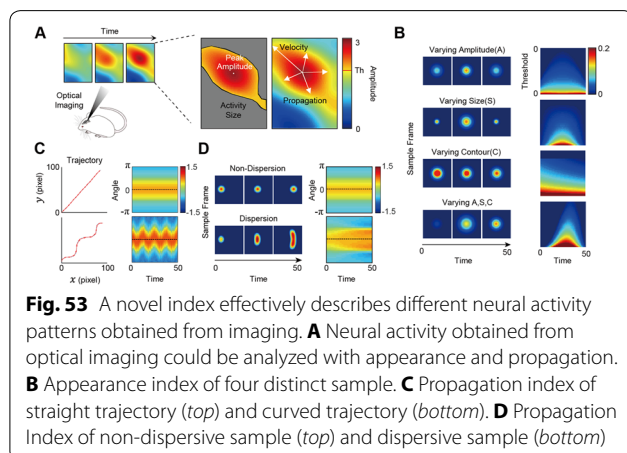 A
Time
Optical
Imaging
Peak
Amplitude
Activity
Size
Velocity
Propagation
3
Th
0
Amplitude
B
Varying Amplitude(A)
Varying Size(S)
Varying Contour(C)
Varying A,S,C
Sample Frame
Time
Threshold
0
1
0.2
0
0
50
Time
C
Trajectory
100
y (pixel)
0
100
x (pixel)
π
Angle
0
-π
1.5
-1.5
0
50
Time
D
Non-Dispersion
Dispersion
Sample Frame
Time
π
Angle
0
-π
1.5
-1.5
0
50
Time
Fig. 53 A novel index effectively describes different neural activity
patterns obtained from imaging. A Neural activity obtained from
optical imaging could be analyzed with appearance and propagation.
B Appearance index of four distinct sample. C Propagation index of
straight trajectory (top) and curved trajectory (bottom). D Propagation
Index of non-dispersive sample (top) and dispersive sample (bottom)